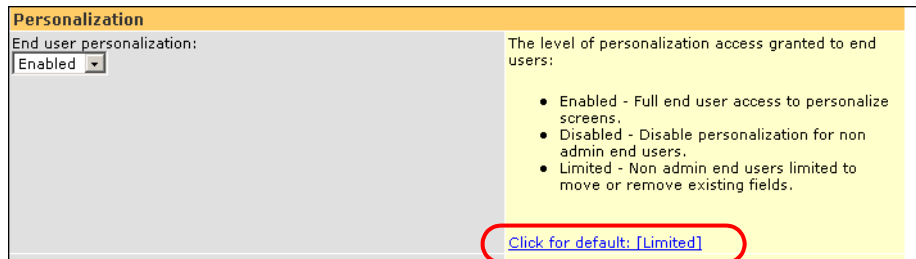 Personalization
End user personalization:
Enabled
The level of personalization access granted to end
users:
● Enabled - Full end user access to personalize
screens.
● Disabled - Disable personalization for non
admin end users.
● Limited - Non admin end users limited to
move or remove existing fields.
Click for default: [Limited]